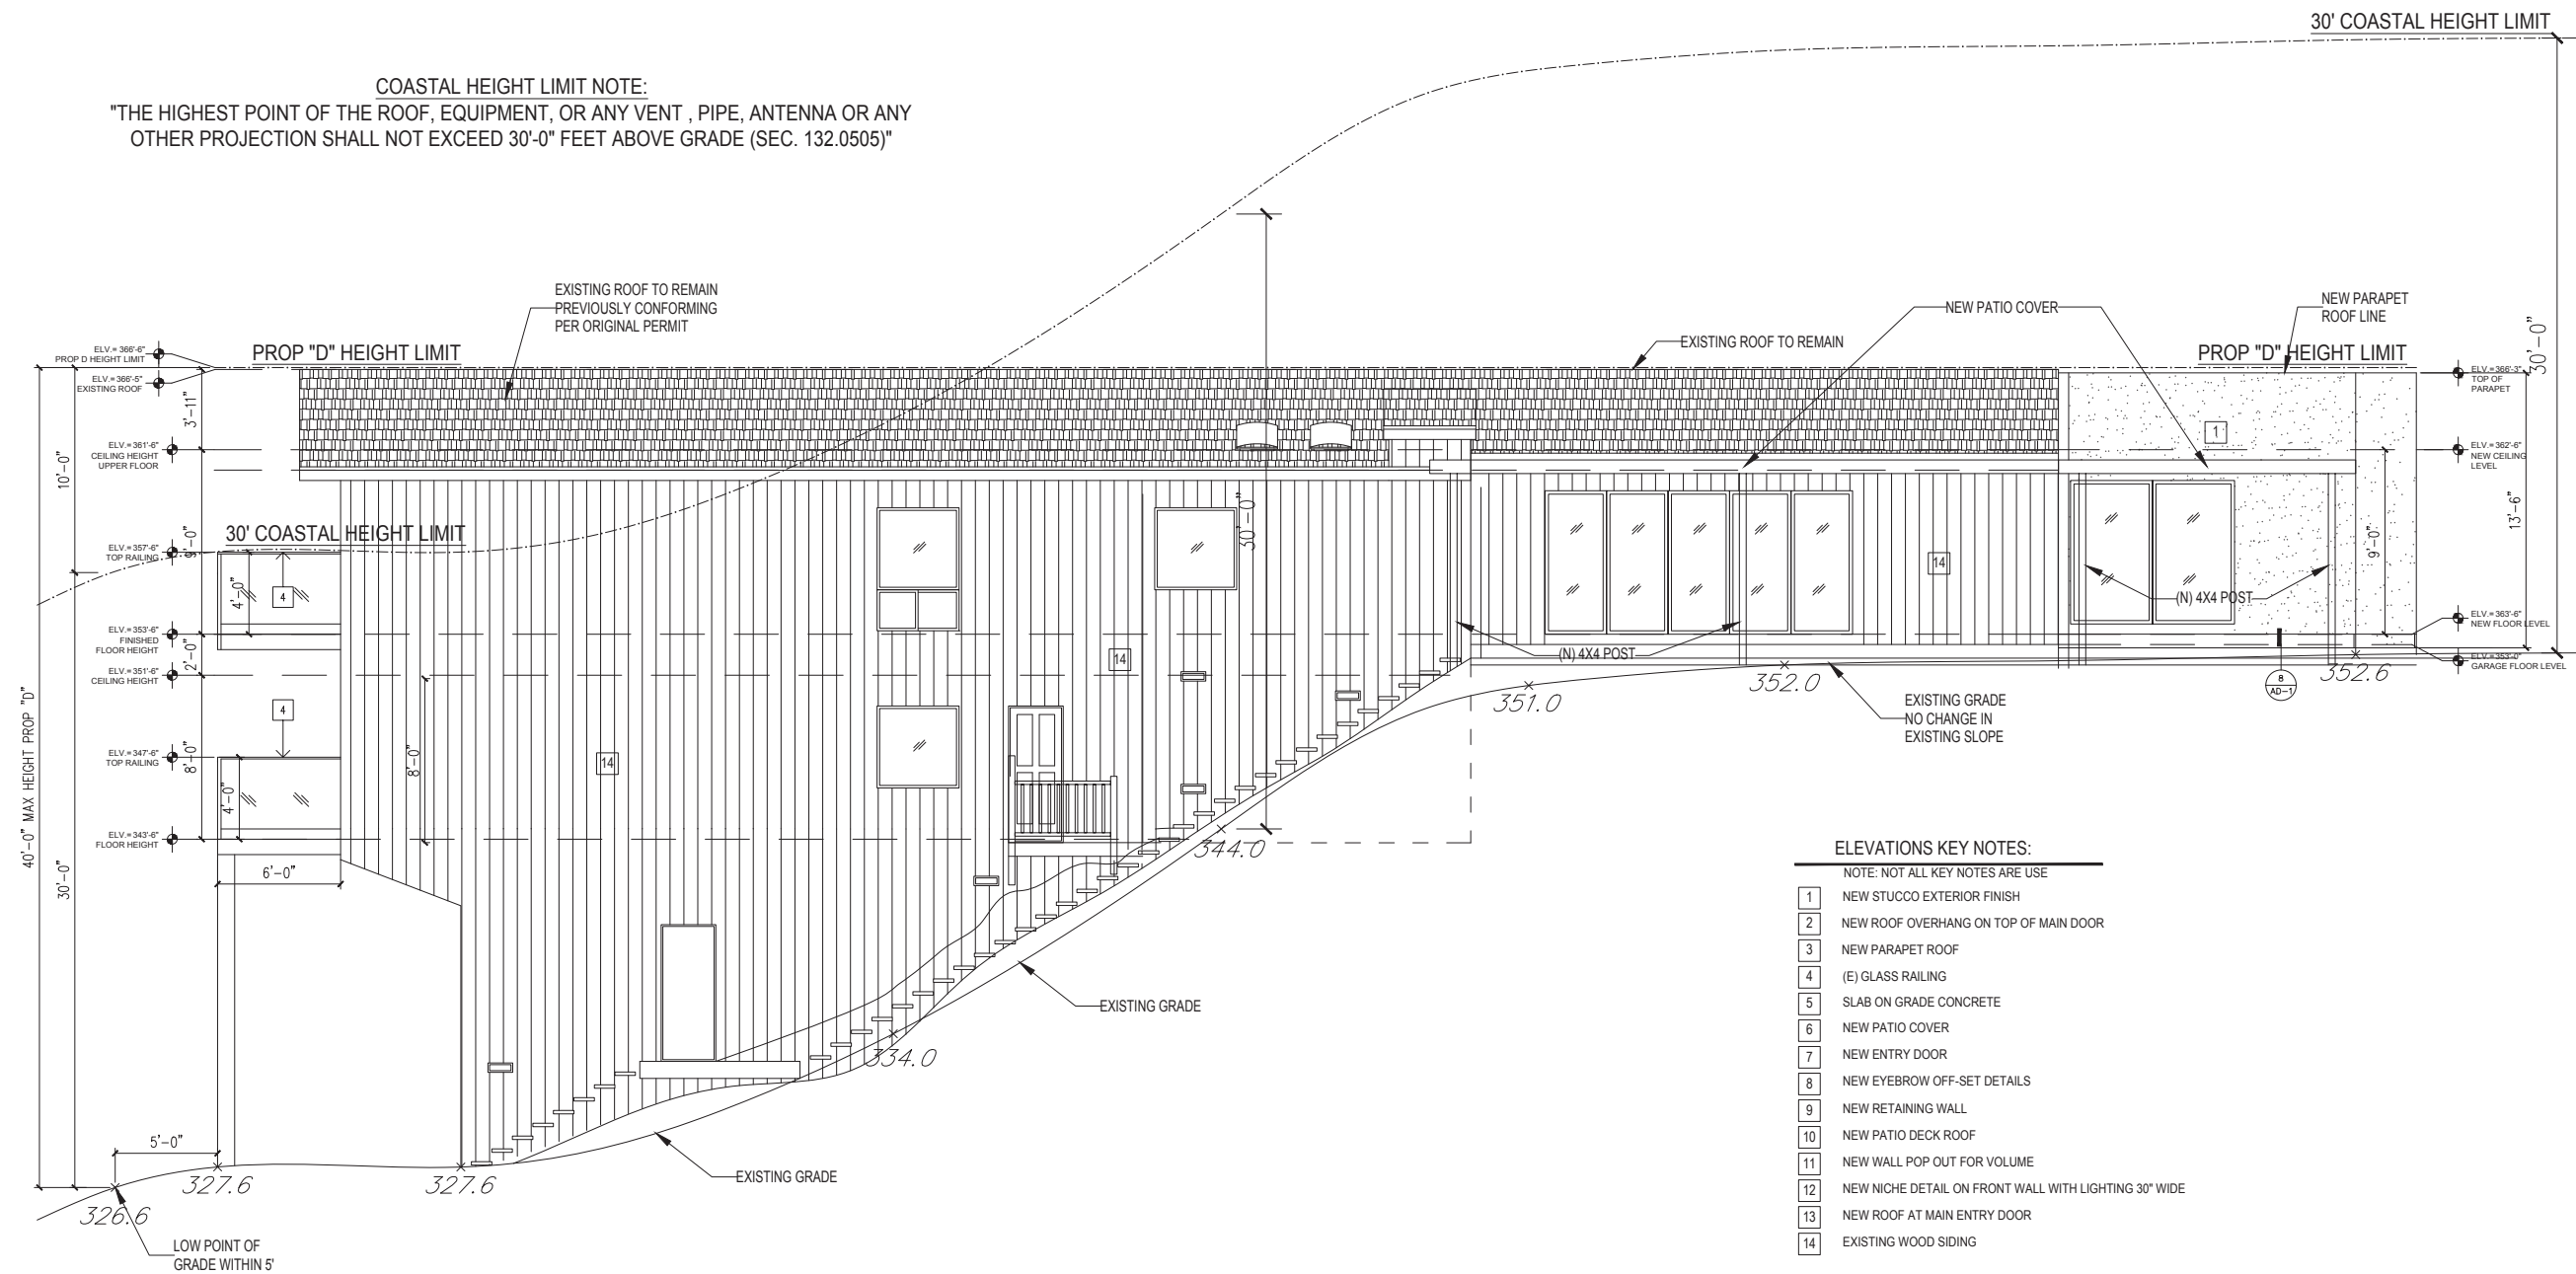 30' COASTAL HEIGHT LIMIT
COASTAL HEIGHT LIMIT NOTE:
"THE HIGHEST POINT OF THE ROOF, EQUIPMENT, OR ANY VENT , PIPE, ANTENNA OR ANY
OTHER PROJECTION SHALL NOT EXCEED 30'-0" FEET ABOVE GRADE (SEC. 132.0505)"
EXISTING ROOF TO REMAIN
PREVIOUSLY CONFORMING
PER ORIGINAL PERMIT
NEW PATIO COVER
NEW PARAPET
ROOF LINE
EXISTING ROOF TO REMAIN
30'-0"
ELV.= 366'-6"
PROP D HEIGHT LIMIT
PROP "D" HEIGHT LIMIT
PROP "D" HEIGHT LIMIT
ELV.= 366'-5"
EXISTING ROOF
ELV.=366'-3"
TOP OF
PARAPET
3'-11"
10'-0"
1
ELV.= 361'-6"
CEILING HEIGHT
UPPER FLOOR
ELV.=362'-6"
NEW CEILING
LEVEL
13'-6"
30'-0"
9'-0"
30' COASTAL HEIGHT LIMIT
9'-0"
ELV.= 357'-6"
TOP RAILING
14
4'-0"
4
(N) 4X4 POST
ELV.= 353'-6"
FINISHED
FLOOR HEIGHT
ELV.=363'-6"
NEW FLOOR LEVEL
2'-0"
14
(N) 4X4 POST
ELV.=353'-0"
GARAGE FLOOR LEVEL
ELV.= 351'-6"
CEILING HEIGHT
352.0
352.6
8
AD-1
351.0
EXISTING GRADE
NO CHANGE IN
EXISTING SLOPE
4
40'-0" MAX HEIGHT PROP "D"
ELV.= 347'-6"
TOP RAILING
8'-0"
8'-0"
14
4'-0"
ELV.= 343'-6"
FLOOR HEIGHT
344.0
30'-0"
6'-0"
EXISTING GRADE
334.0
5'-0"
EXISTING GRADE
327.6
327.6
326.6
LOW POINT OF
GRADE WITHIN 5'
ELEVATIONS KEY NOTES:
NOTE: NOT ALL KEY NOTES ARE USE
1 NEW STUCCO EXTERIOR FINISH
2 NEW ROOF OVERHANG ON TOP OF MAIN DOOR
3 NEW PARAPET ROOF
4 (E) GLASS RAILING
5 SLAB ON GRADE CONCRETE
6 NEW PATIO COVER
7 NEW ENTRY DOOR
8 NEW EYEBROW OFF-SET DETAILS
9 NEW RETAINING WALL
10 NEW PATIO DECK ROOF
11 NEW WALL POP OUT FOR VOLUME
12 NEW NICHE DETAIL ON FRONT WALL WITH LIGHTING 30" WIDE
13 NEW ROOF AT MAIN ENTRY DOOR
14 EXISTING WOOD SIDING